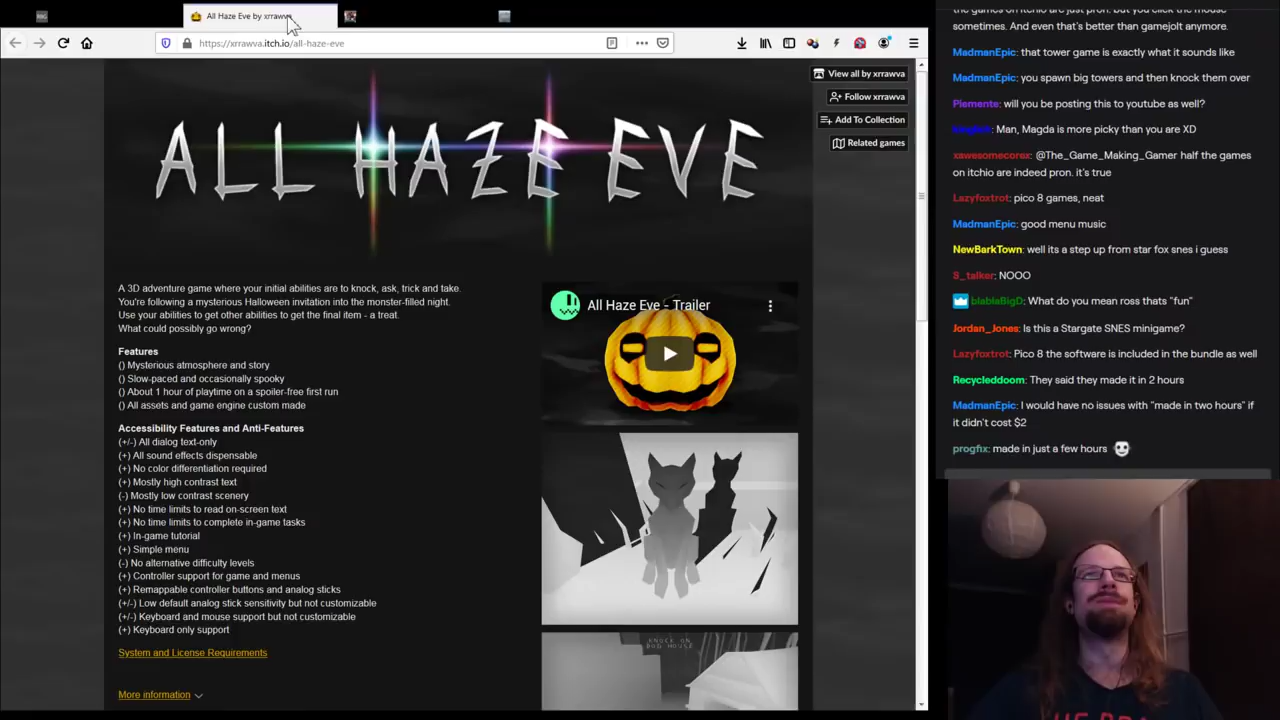 All Haze Eve by xrrawva
https://xrrawva.itch.io/all-haze-eve
View all by xrrawva
Follow xrrawva
Add To Collection
Related games
ALL HAZE EVE
A 3D adventure game where your initial abilities are to knock, ask, trick and take.
You're following a mysterious Halloween invitation into the monster-filled night.
Use your abilities to get other abilities to get the final item - a treat.
What could possibly go wrong?
Features
() Mysterious atmosphere and story
() Slow-paced and occasionally spooky
() About 1 hour of playtime on a spoiler-free first run
() All assets and game engine custom made
Accessibility Features and Anti-Features
(+/-) All dialog text-only
(+) All sound effects dispensable
(+) No color differentiation required
(+) Mostly high contrast text
(-) Mostly low contrast scenery
(+) No time limits to read on-screen text
(+) No time limits to complete in-game tasks
(+) In-game tutorial
(+) Simple menu
(-) No alternative difficulty levels
(+) Controller support for game and menus
(+) Remappable controller buttons and analog sticks
(+/-) Low default analog stick sensitivity but not customizable
(+/-) Keyboard and mouse support but not customizable
(+) Keyboard only support
System and License Requirements
More information
All Haze Eve - Trailer
KNOCK ON
DOG HOUSE
the games on itchio are just pron. but you click the mouse
sometimes. And even that's better than gamejolt anymore.
MadmanEpic: that tower game is exactly what it sounds like
MadmanEpic: you spawn big towers and then knock them over
Piemente: will you be posting this to youtube as well?
Man, Magda is more picky than you are XD
xawesomecorex: @The_Game_Making_Gamer half the games
on itchio are indeed pron. it's true
Lazyfoxtrot: pico 8 games, neat
MadmanEpic: good menu music
NewBarkTown: well its a step up from star fox snes i guess
S_talker: NOOO
blablaBigD: What do you mean ross thats "fun"
Jordan_Jones: Is this a Stargate SNES minigame?
Lazyfoxtrot: Pico 8 the software is included in the bundle as well
Recycleddoom: They said they made it in 2 hours
MadmanEpic: I would have no issues with "made in two hours" if
it didn't cost $2
progfix: made in just a few hours